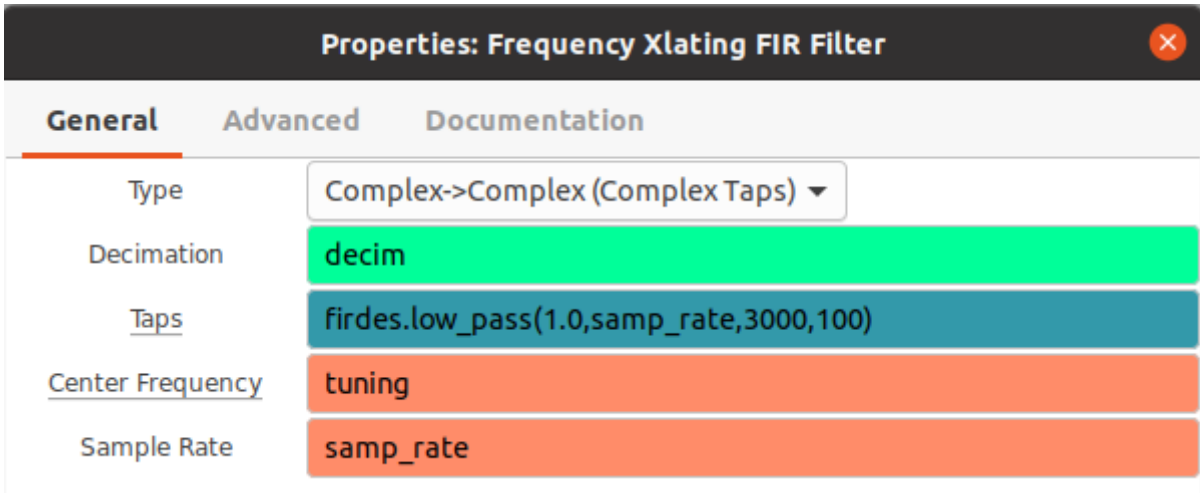 Properties: Frequency Xlating FIR Filter
General Advanced Documentation
Type Complex->Complex (Complex Taps)
Decimation decim
Taps firdes.low_pass(1.0,samp_rate,3000,100)
Center Frequency tuning
Sample Rate samp_rate